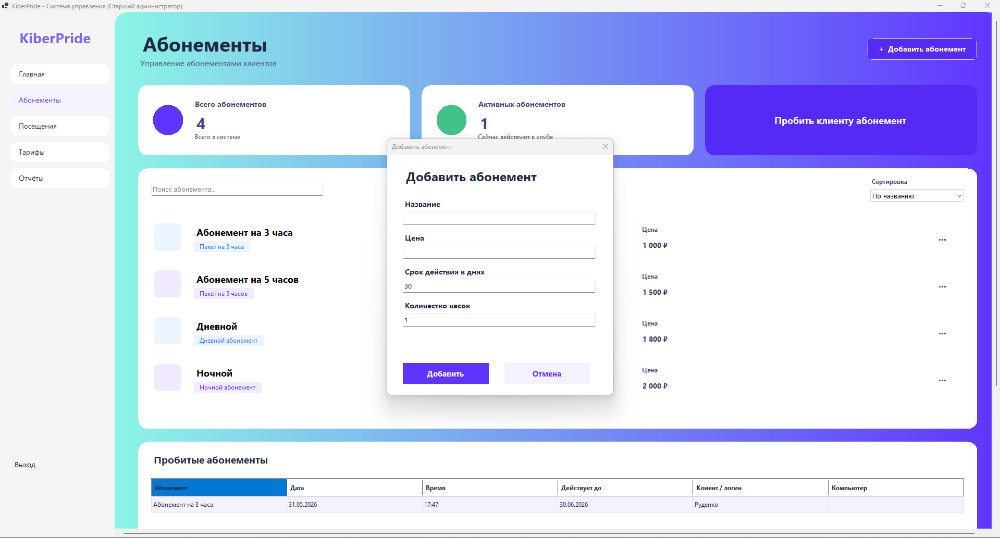 KiberPride - Система управления (Старший администратор)
KiberPride
Главная
Абонементы
Посещения
Тарифы
Отчёты
Выход
Абонементы
Управление абонементами клиентов
+ Добавить абонемент
Всего абонементов
4
Всего в системе
Активных абонементов
1
Сейчас действуют в клубе
Пробить клиенту абонемент
Поиск абонемента...
Сортировка
По названию
Абонемент на 3 часа
Пакет на 3 часа
Цена
1 000 ₽
...
Абонемент на 5 часов
Пакет на 5 часов
Цена
1 500 ₽
...
Дневной
Дневной абонемент
Цена
1 800 ₽
...
Ночной
Ночной абонемент
Цена
2 000 ₽
...
Добавить абонемент
Добавить абонемент
Название
Цена
Срок действия в днях
30
Количество часов
1
Добавить
Отмена
Пробитые абонементы
Абонемент Дата Время Действует до Клиент / логин Компьютер
Абонемент на 3 часа 31.05.2026 17:47 30.06.2026 Руденко